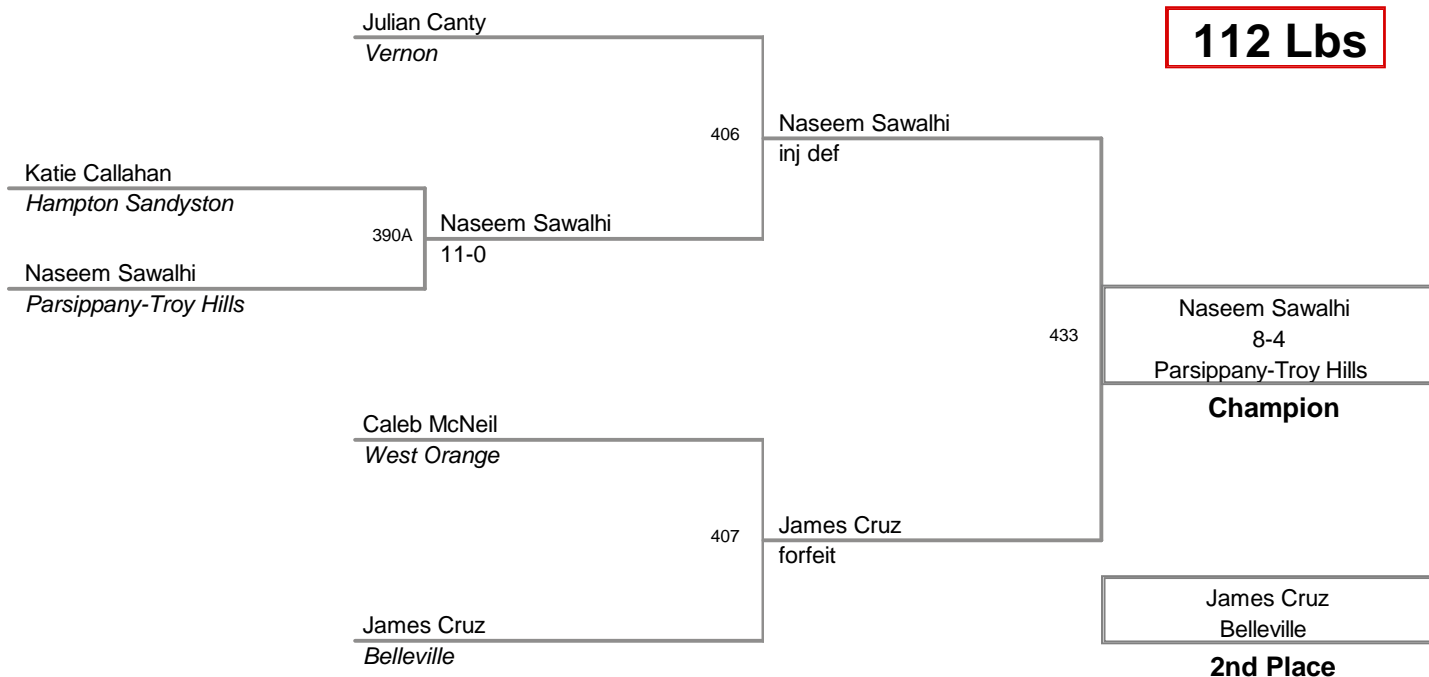 Julian Canty
Vernon
112 Lbs
406
Naseem Sawalhi
inj def
Katie Callahan
Hampton Sandyston
390A
Naseem Sawalhi
11-0
Naseem Sawalhi
Parsippany-Troy Hills
433
Naseem Sawalhi
8-4
Parsippany-Troy Hills
Champion
Caleb McNeil
West Orange
407
James Cruz
forfeit
James Cruz
Belleville
James Cruz
Belleville
2nd Place